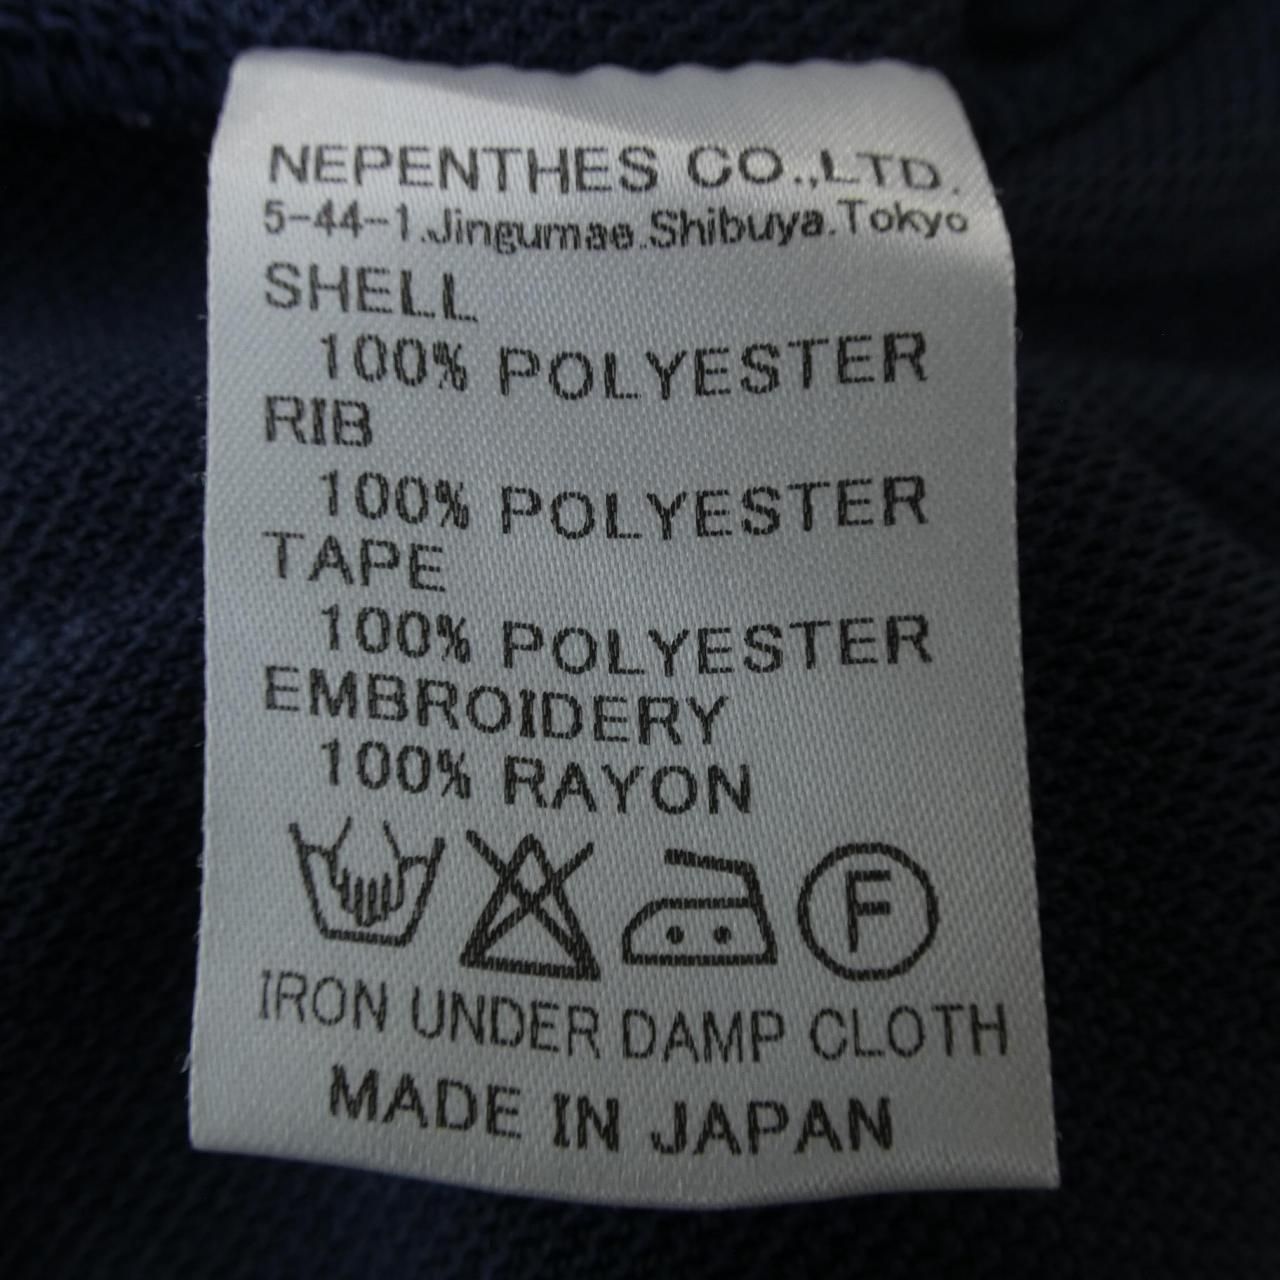 NEPENTHES CO.,LTD.
5-44-1.Jingumae.Shibuya.Tokyo
SHELL
100% POLYESTER
RIB
100% POLYESTER
TAPE
100% POLYESTER
EMBROIDERY
100% RAYON
F
IRON UNDER DAMP CLOTH
MADE IN JAPAN